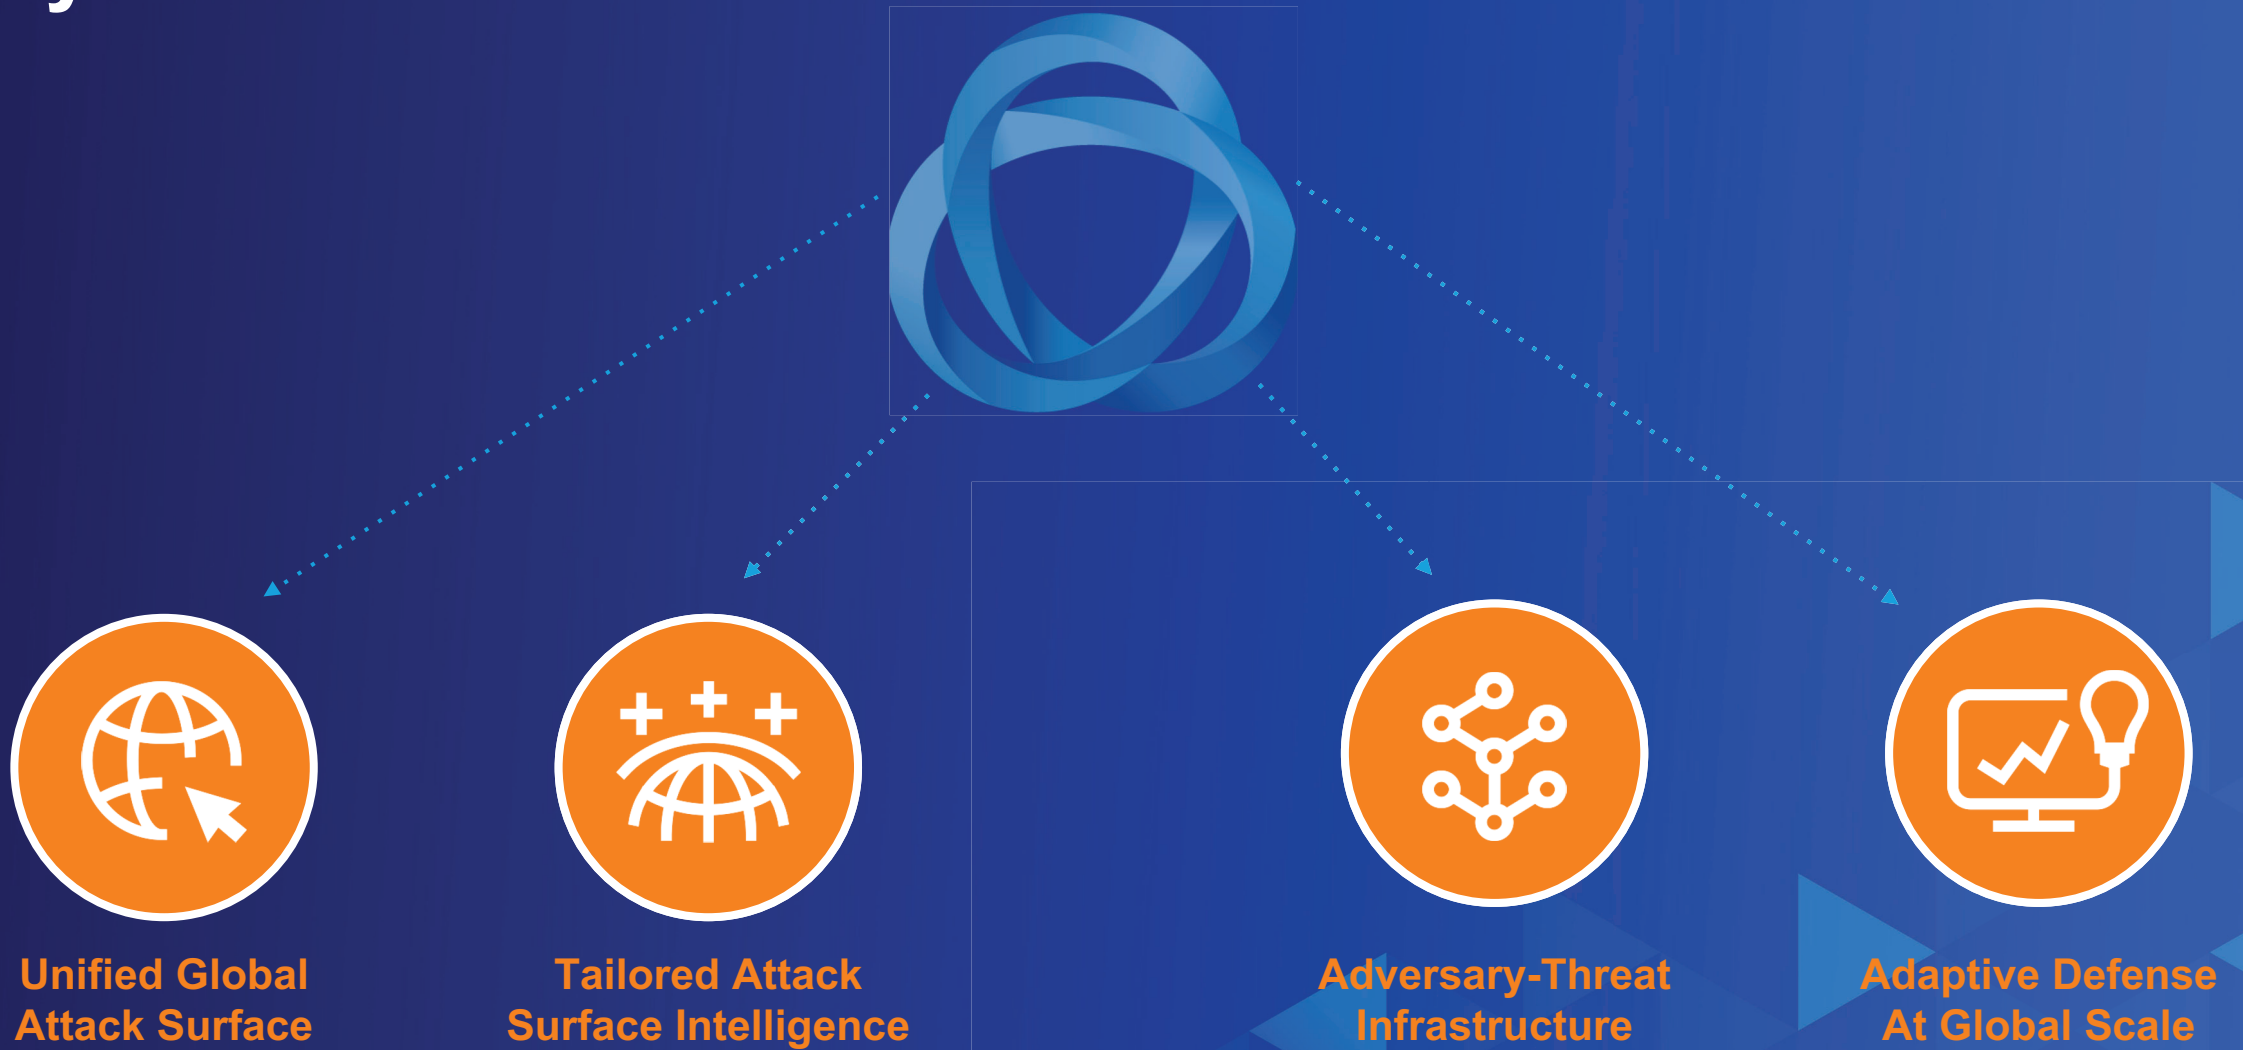 Unified Global
Attack Surface
Tailored Attack
Surface Intelligence
Adversary-Threat
Infrastructure
Adaptive Defense
At Global Scale